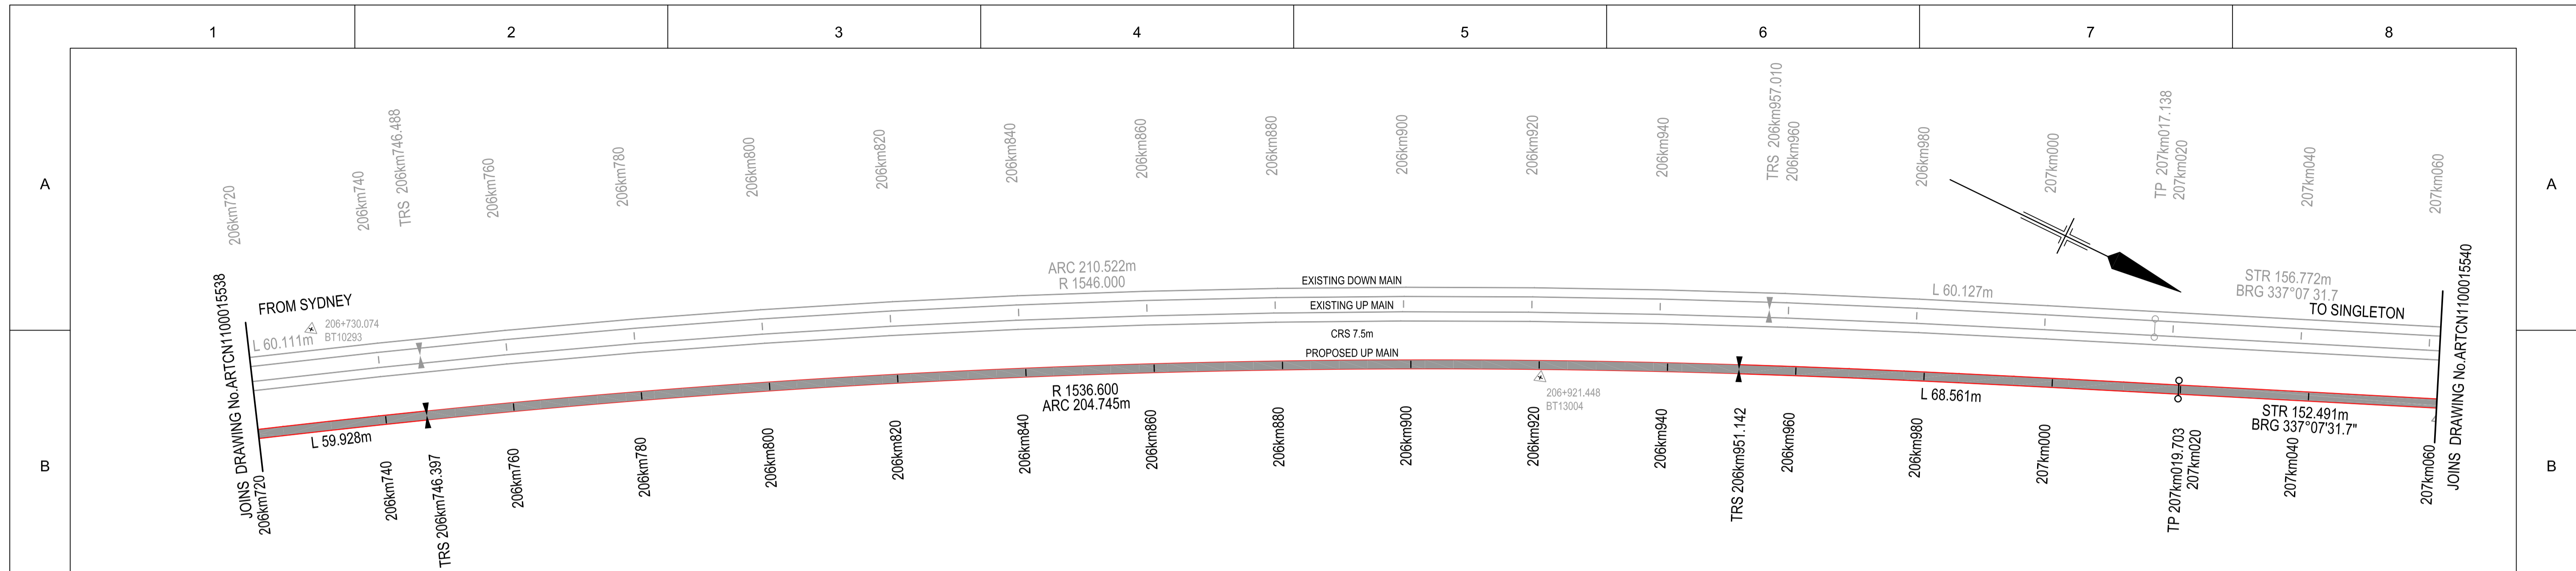 1
2
3
4
5
6
7
8
A
A
206km720
206km740
TRS 206km746.488
206km760
206km780
206km800
206km820
206km840
206km860
206km880
206km900
206km920
206km940
TRS 206km957.010
206km960
206km980
207km000
TP 207km017.138
207km020
207km040
207km060
JOINS DRAWING No.ARTCN1100015538
FROM SYDNEY
206+730.074
BT10293
L 60.111m
ARC 210.522m
R 1546.000
EXISTING DOWN MAIN
EXISTING UP MAIN
CRS 7.5m
PROPOSED UP MAIN
L 60.127m
STR 156.772m
BRG 337°07 31.7
TO SINGLETON
JOINS DRAWING No.ARTCN1100015540
L 59.928m
R 1536.600
ARC 204.745m
206+921.448
BT13004
L 68.561m
STR 152.491m
BRG 337°07'31.7"
B
B
206km720
206km740
TRS 206km746.397
206km760
206km780
206km800
206km820
206km840
206km860
206km880
206km900
206km920
206km940
TRS 206km951.142
206km960
206km980
207km000
TP 207km019.703
207km020
207km040
207km060